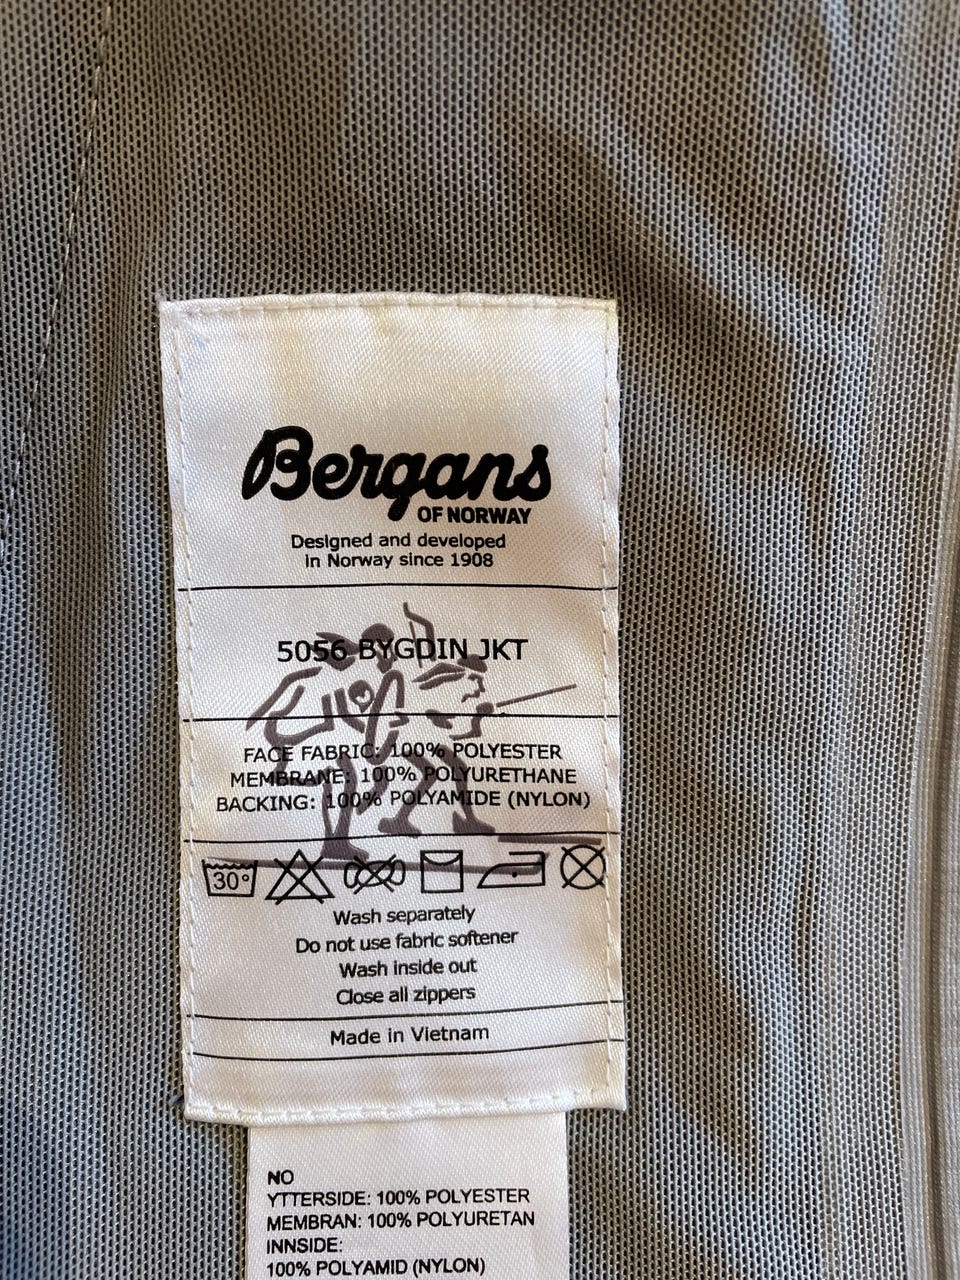 Bergans
OF NORWAY
Designed and developed
in Norway since 1908
5056 BYGDIN JKT
FACE FABRIC: 100% POLYESTER
MEMBRANE: 100% POLYURETHANE
BACKING: 100% POLYAMIDE (NYLON)
30°
Wash separately
Do not use fabric softener
Wash inside out
Close all zippers
Made in Vietnam
NO
YTTERSIDE: 100% POLYESTER
MEMBRAN: 100% POLYURETAN
INNSIDE:
100% POLYAMID (NYLON)